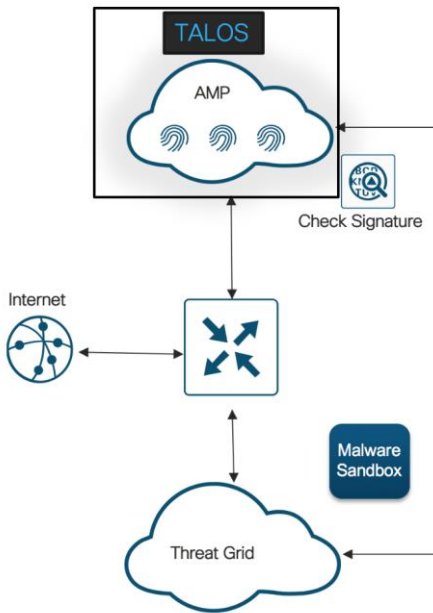 TALOS
AMP
Check Signature
Internet
Malware
Sandbox
Threat Grid